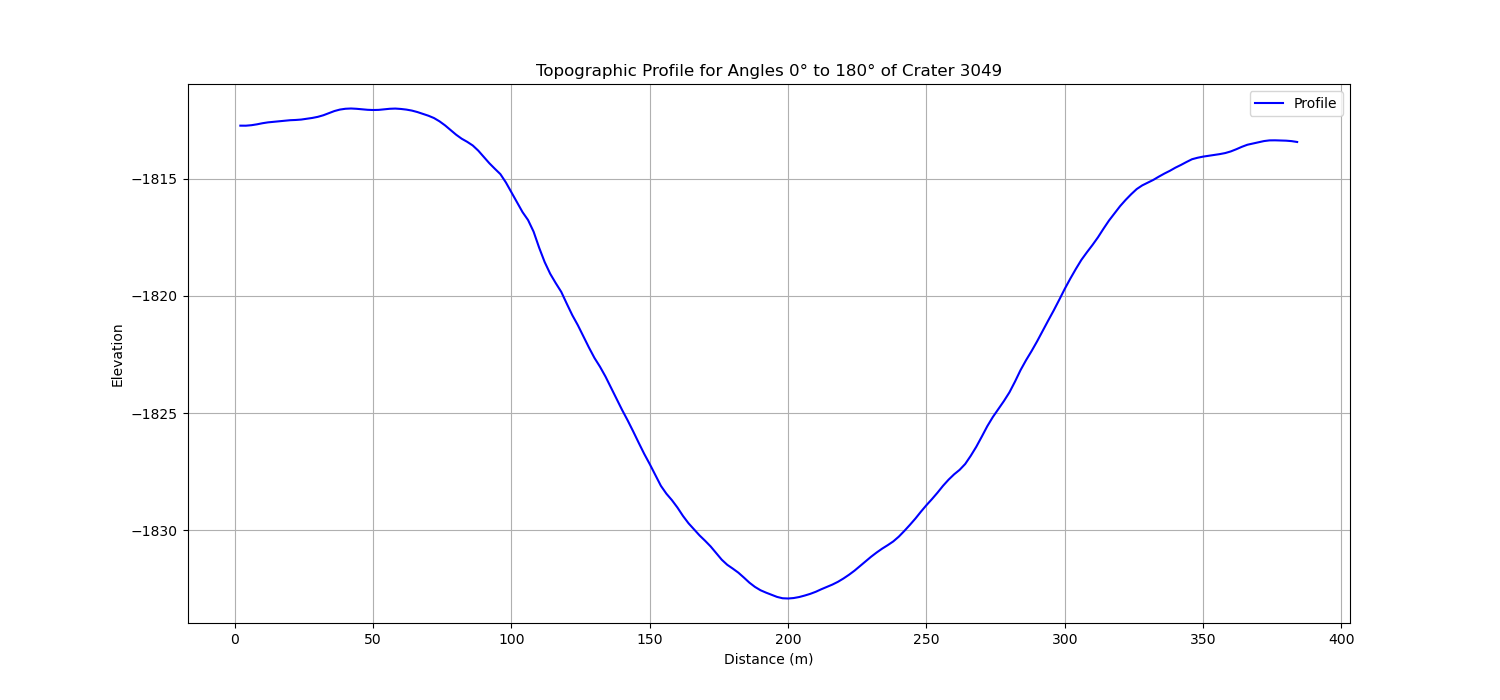 Topographic Profile for Angles 0° to 180° of Crater 3049
Profile
Elevation
−1815
−1820
−1825
−1830
0 50 100 150 200 250 300 350 400
Distance (m)